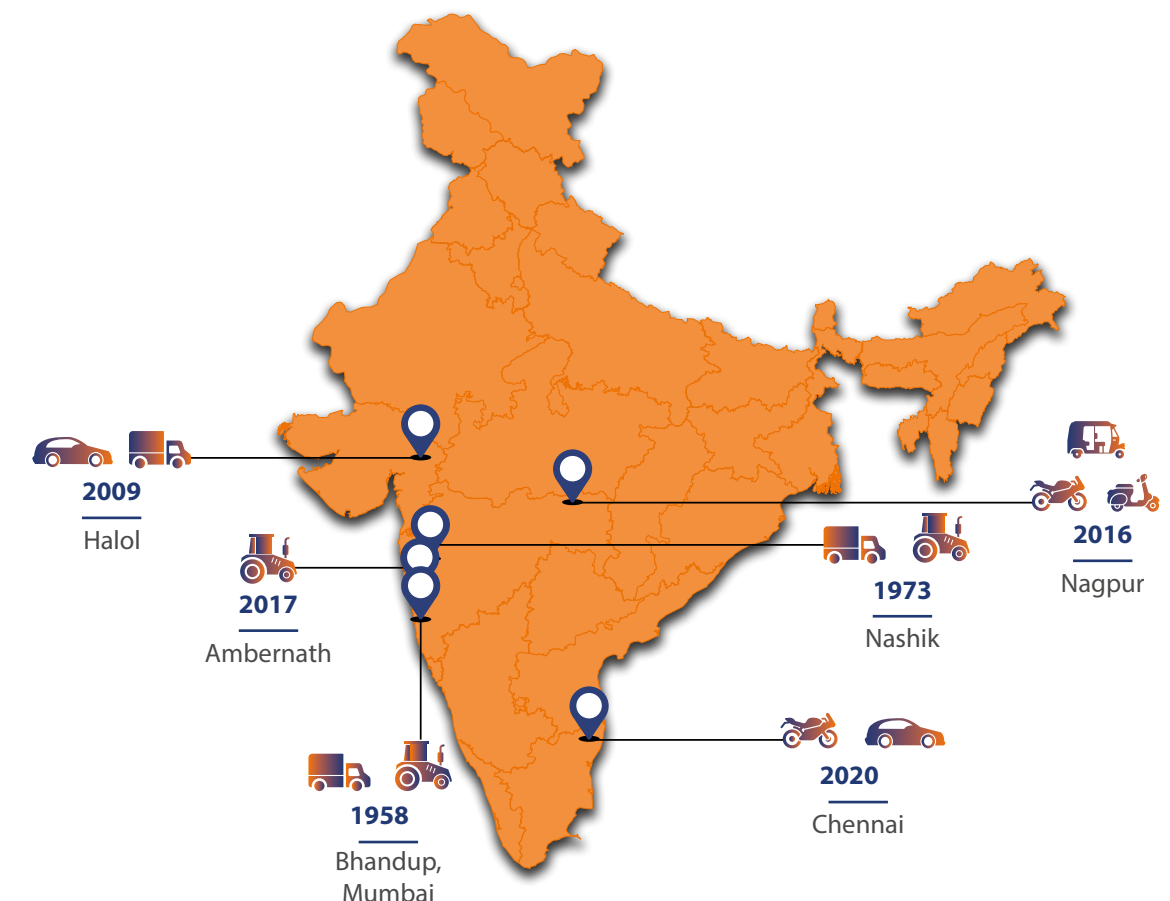 2009
Halol
2017
Ambernath
1958
Bhandup,
Mumbai
2016
Nagpur
1973
Nashik
2020
Chennai